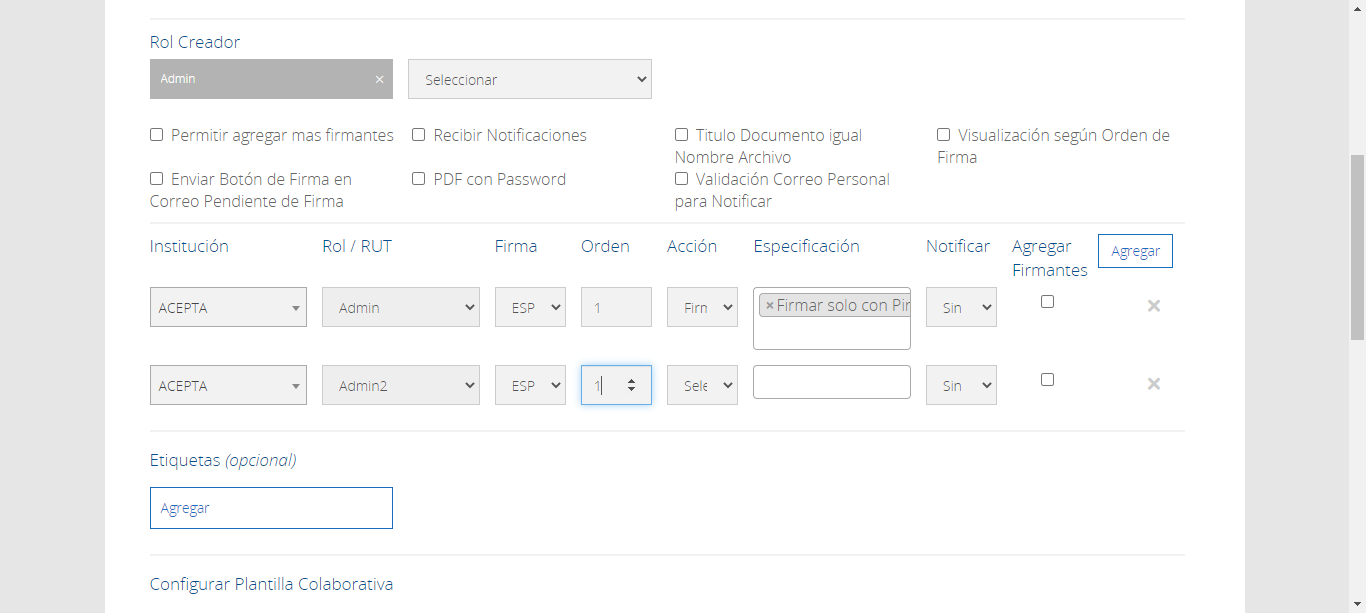 Rol Creador
Admin ×
Seleccionar
Permitir agregar mas firmantes
Recibir Notificaciones
Titulo Documento igual
Nombre Archivo
Visualización según Orden de
Firma
Enviar Botón de Firma en
Correo Pendiente de Firma
PDF con Password
Validación Correo Personal
para Notificar
Institución Rol / RUT Firma Orden Acción Especificación Notificar Agregar
Firmantes
Agregar
ACEPTA Admin ESP 1 Firm ×Firmar solo con Pin Sin
ACEPTA Admin2 ESP 1 Sele Sin
Etiquetas (opcional)
Agregar
Configurar Plantilla Colaborativa